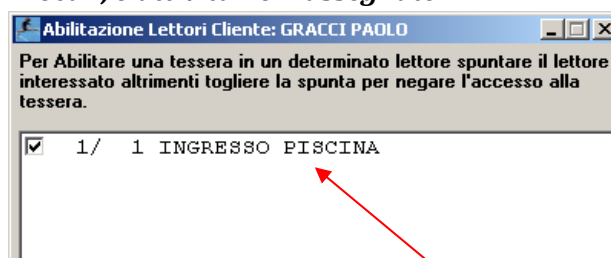 Abilitazione Lettori Cliente: GRACCI PAOLO
Per Abilitare una tessera in un determinato lettore spuntare il lettore
interessato altrimenti togliere la spunta per negare l'accesso alla
tessera.
1/ 1 INGRESSO PISCINA